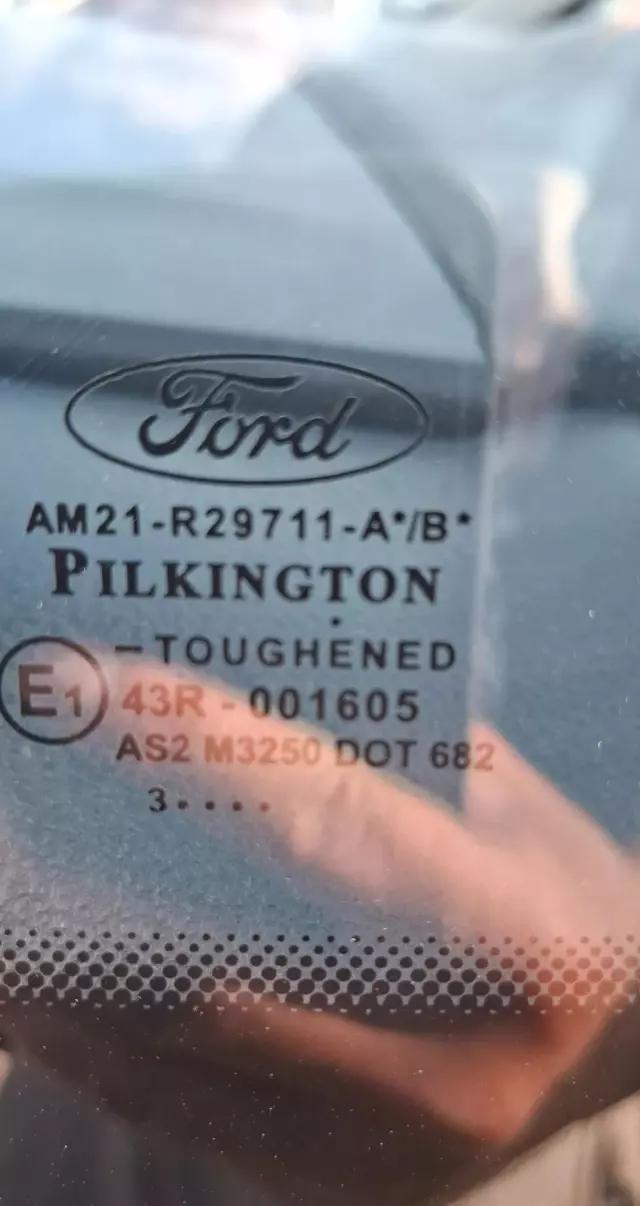 Ford
AM21-R29711-A*/B*
PILKINGTON
-TOUGHENED
E1 43R - 001605
AS2 M3250 DOT 682
3....